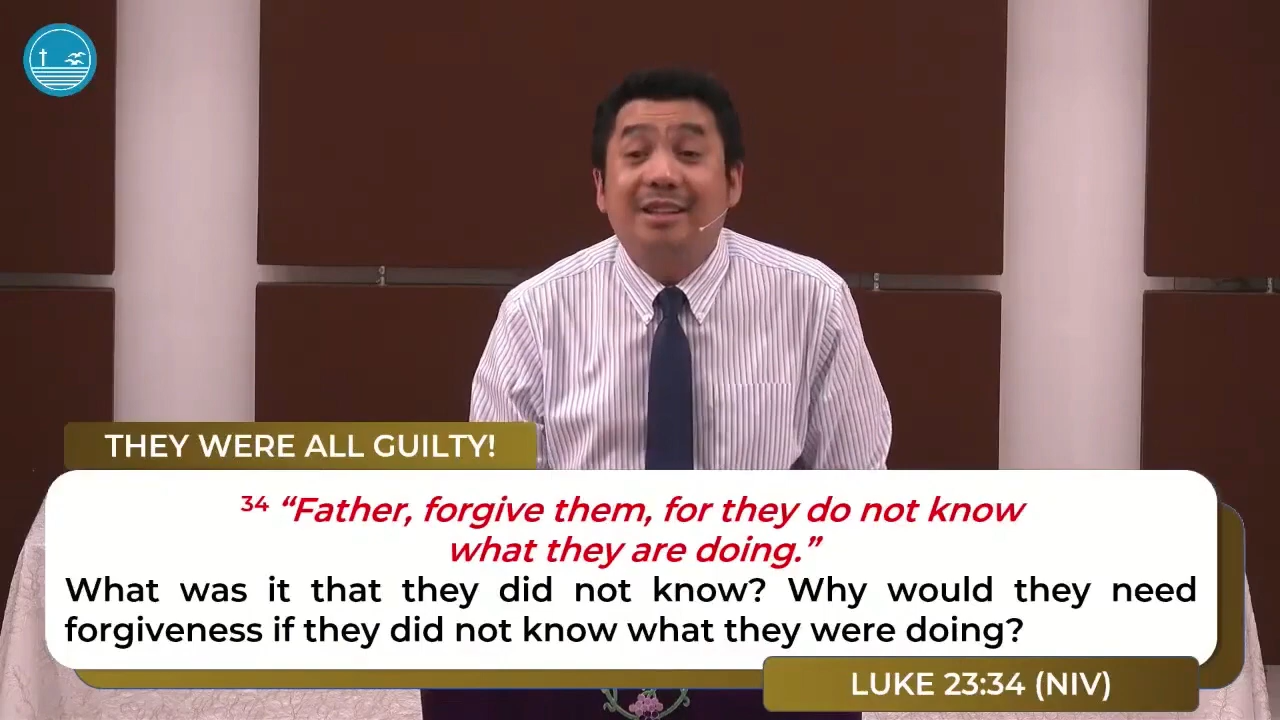 THEY WERE ALL GUILTY!
³⁴ “Father, forgive them, for they do not know
what they are doing.”
What was it that they did not know? Why would they need
forgiveness if they did not know what they were doing?
LUKE 23:34 (NIV)